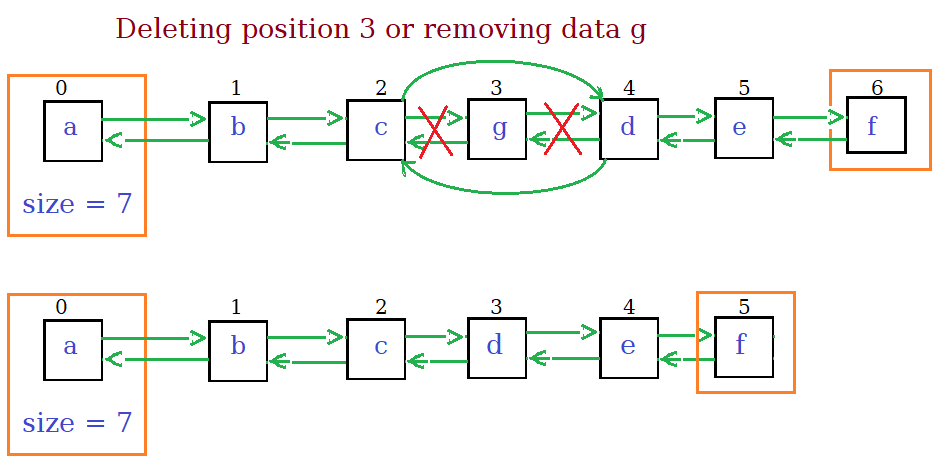 Deleting position 3 or removing data g
0 1 2 3 4 5 6
a b c g d e f
size = 7
0 1 2 3 4 5
a b c d e f
size = 7